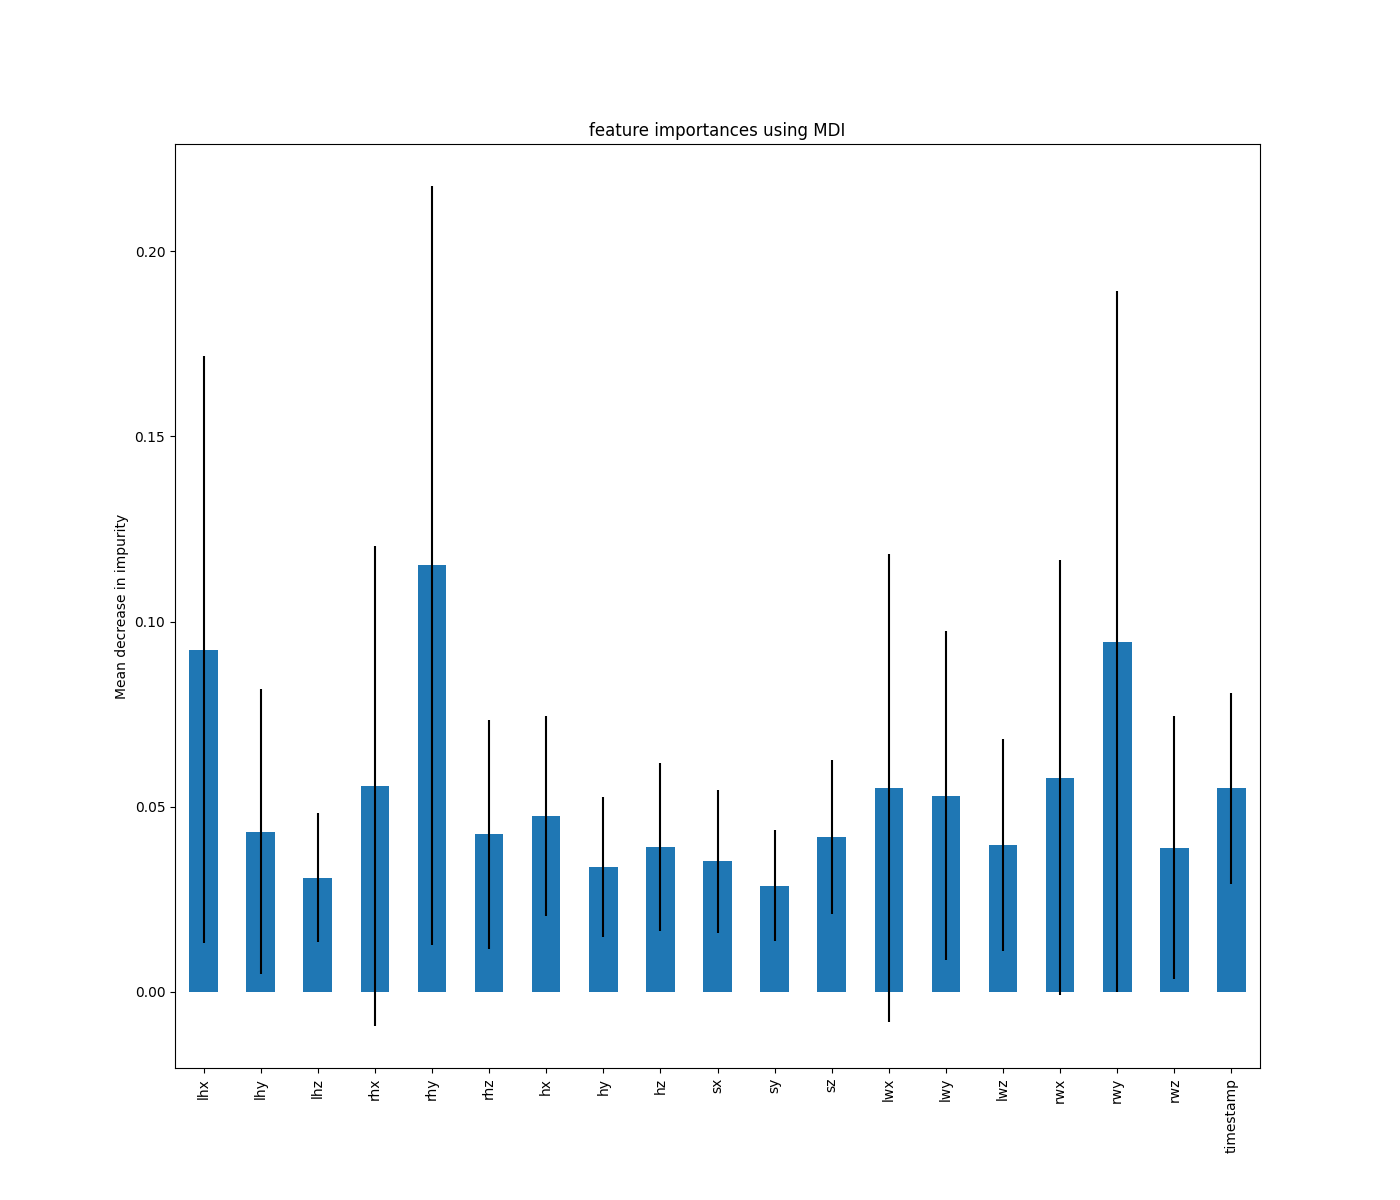 feature importances using MDI
Mean decrease in impurity
0.20
0.15
0.10
0.05
0.00
lhx
lhy
lhz
rhx
rhy
rhz
hx
hy
hz
sx
sy
sz
lwx
lwy
lwz
rwx
rwy
rwz
timestamp